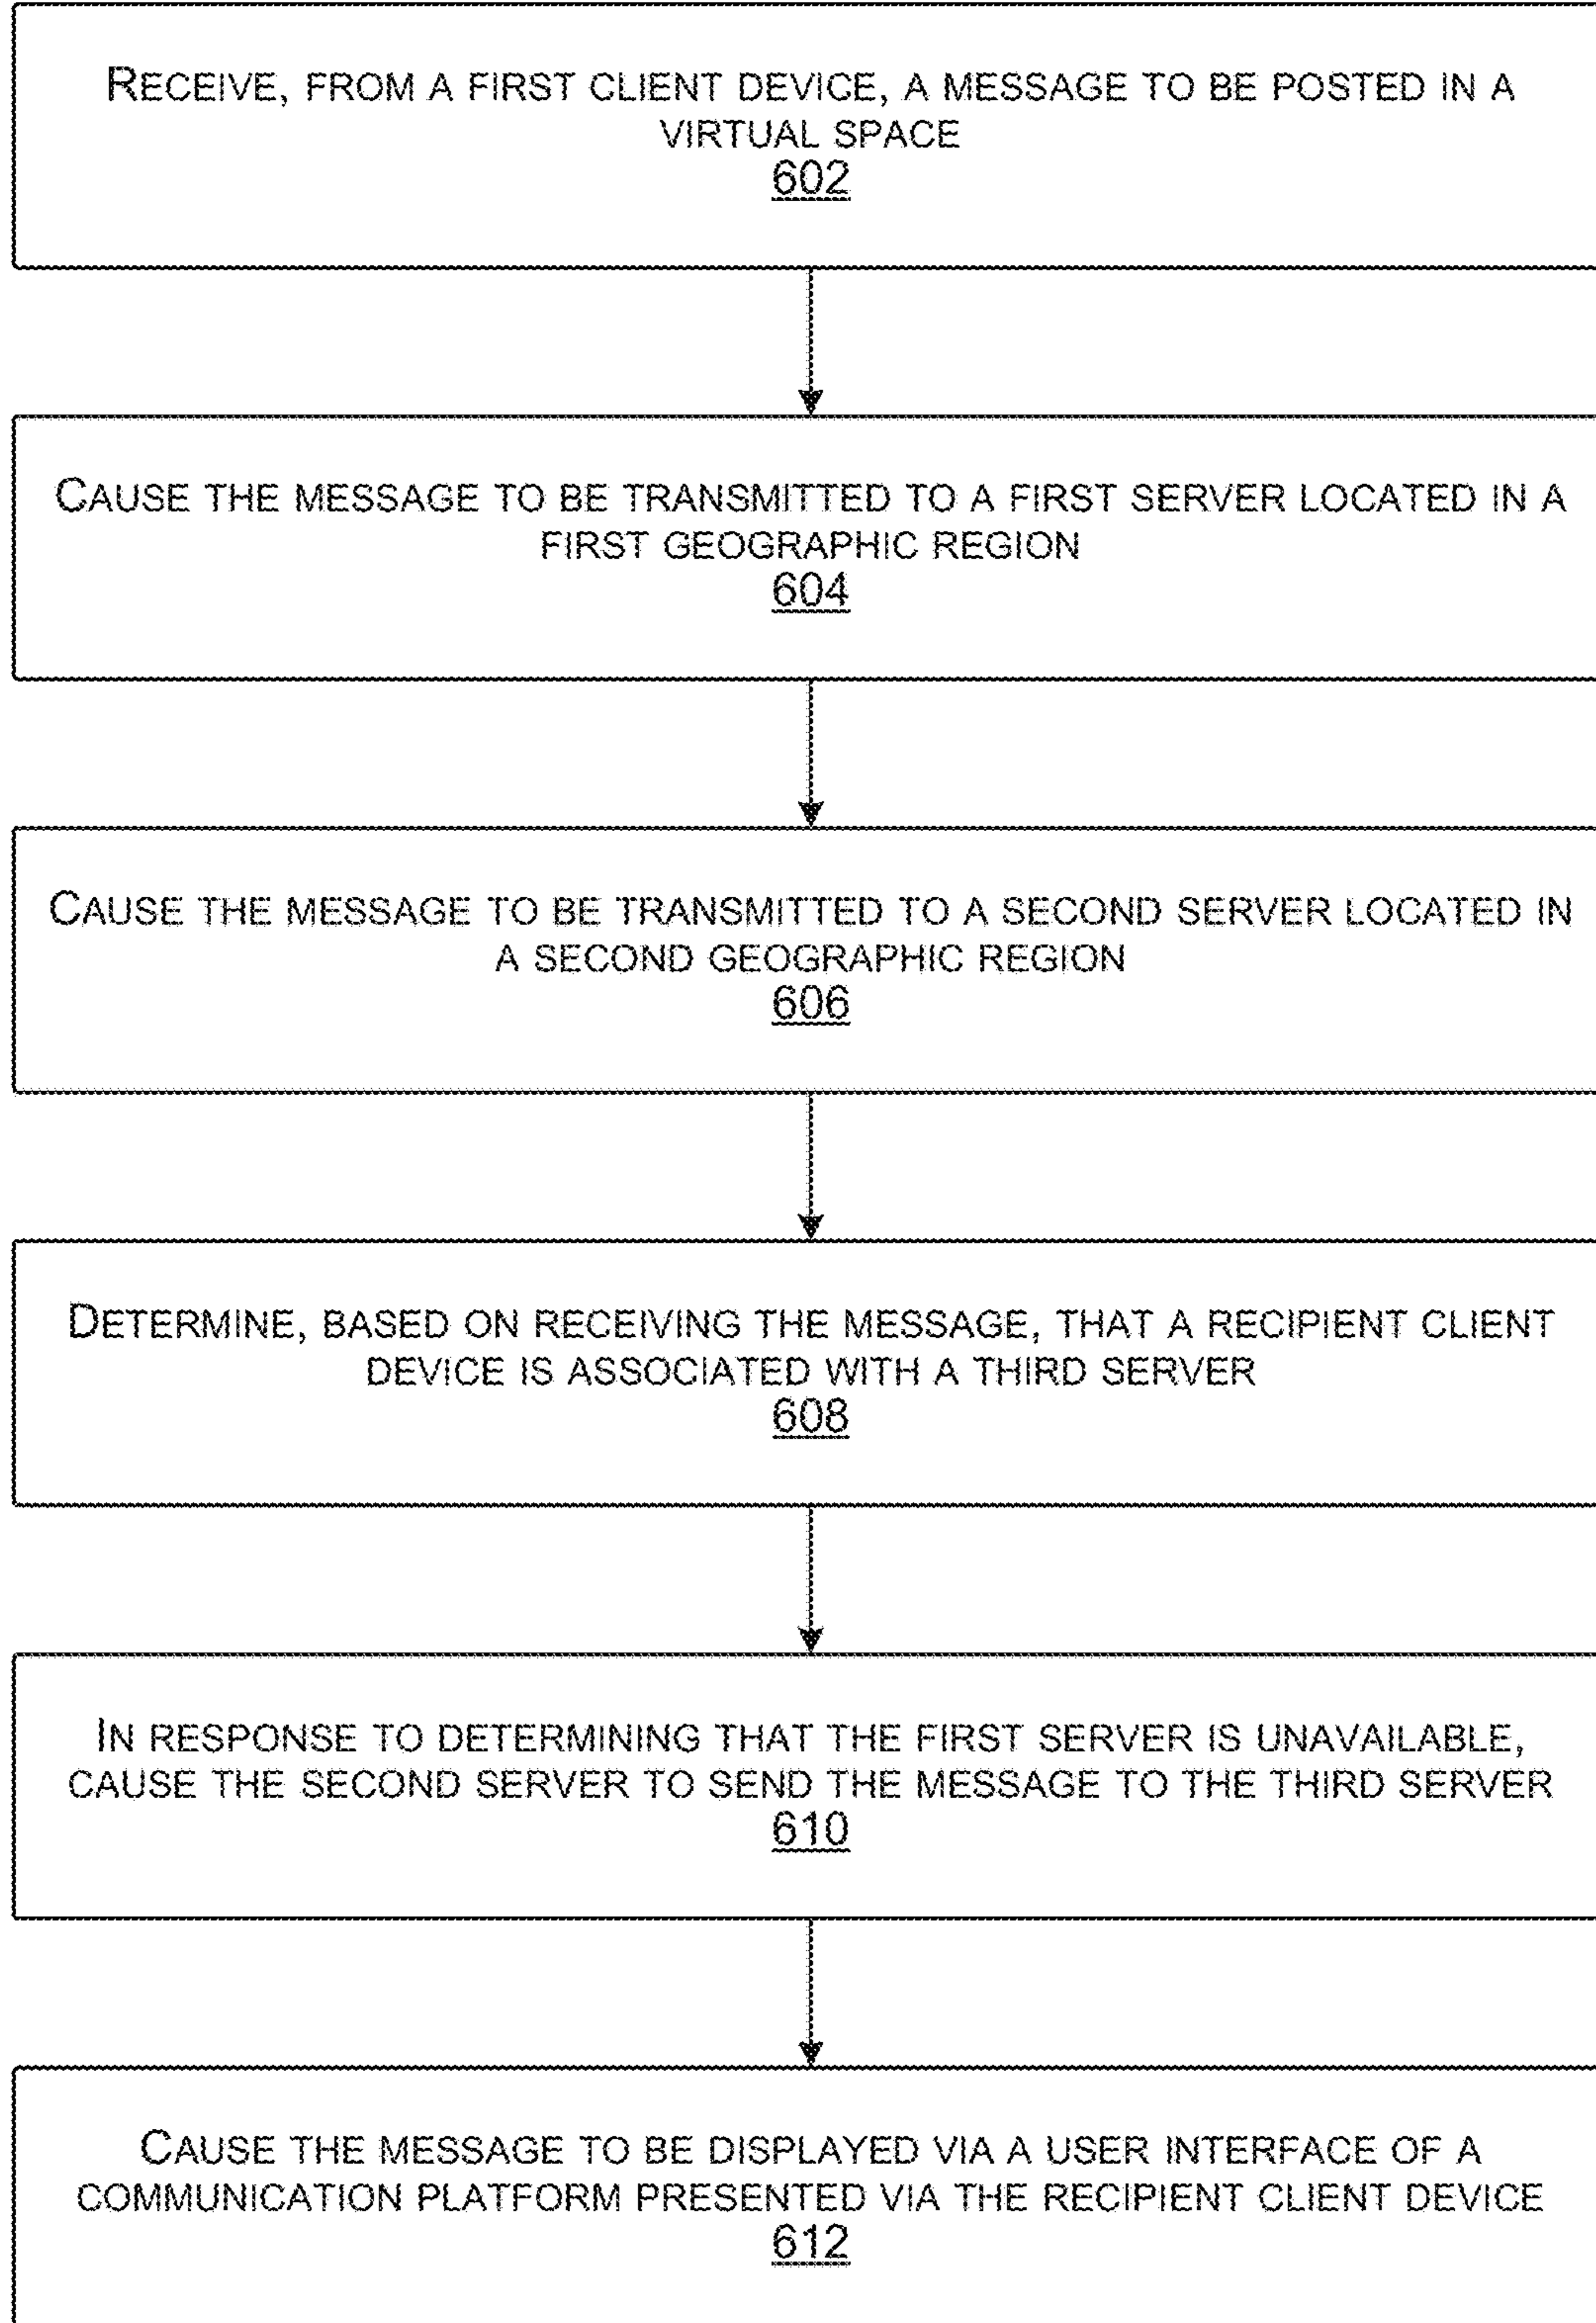 RECEIVE, FROM A FIRST CLIENT DEVICE, A MESSAGE TO BE POSTED IN A
VIRTUAL SPACE
602
CAUSE THE MESSAGE TO BE TRANSMITTED TO A FIRST SERVER LOCATED IN A
FIRST GEOGRAPHIC REGION
604
CAUSE THE MESSAGE TO BE TRANSMITTED TO A SECOND SERVER LOCATED IN
A SECOND GEOGRAPHIC REGION
606
DETERMINE, BASED ON RECEIVING THE MESSAGE, THAT A RECIPIENT CLIENT
DEVICE IS ASSOCIATED WITH A THIRD SERVER
608
IN RESPONSE TO DETERMINING THAT THE FIRST SERVER IS UNAVAILABLE,
CAUSE THE SECOND SERVER TO SEND THE MESSAGE TO THE THIRD SERVER
610
CAUSE THE MESSAGE TO BE DISPLAYED VIA A USER INTERFACE OF A
COMMUNICATION PLATFORM PRESENTED VIA THE RECIPIENT CLIENT DEVICE
612